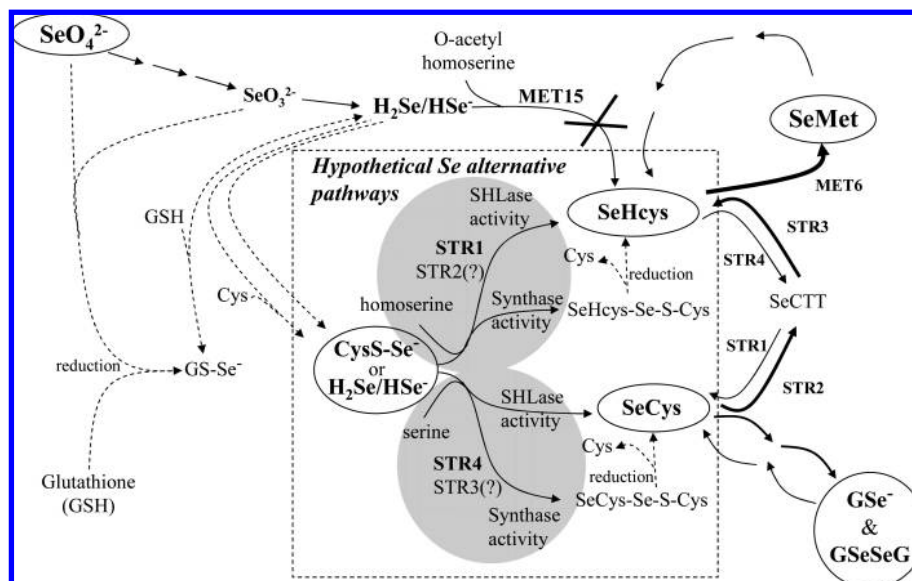 SeO₄²⁻
SeO₃²⁻
O-acetyl
homoserine
H₂Se/HSe⁻
MET15
SeMet
MET6
Hypothetical Se alternative
pathways
SHLase
activity
SeHcys
STR3
STR4
GSH
STR1
STR2(?)
Cys
reduction
SeCTT
Cys
homoserine
Synthase
activity
SeHcys-Se-S-Cys
STR1
CysS-Se⁻
or
H₂Se/HSe⁻
reduction
GS-Se⁻
STR2
SHLase
activity
SeCys
serine
Cys
STR4
STR3(?)
reduction
Glutathione
(GSH)
SeCys-Se-S-Cys
Synthase
activity
GSe⁻
&
GSeSeG